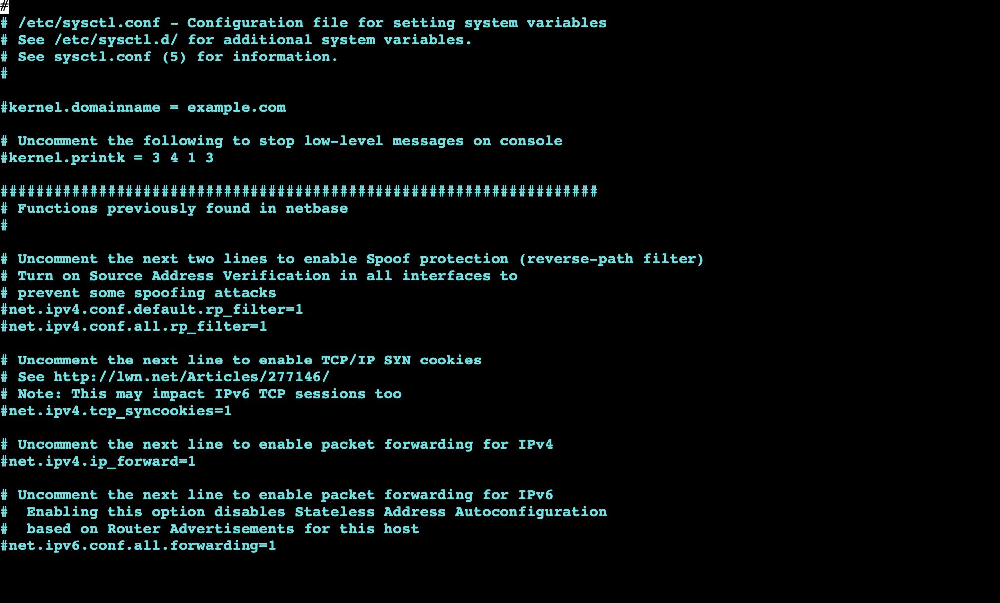 #
# /etc/sysctl.conf - Configuration file for setting system variables
# See /etc/sysctl.d/ for additional system variables.
# See sysctl.conf (5) for information.
#

#kernel.domainname = example.com

# Uncomment the following to stop low-level messages on console
#kernel.printk = 3 4 1 3

###################################################################
# Functions previously found in netbase
#

# Uncomment the next two lines to enable Spoof protection (reverse-path filter)
# Turn on Source Address Verification in all interfaces to
# prevent some spoofing attacks
#net.ipv4.conf.default.rp_filter=1
#net.ipv4.conf.all.rp_filter=1

# Uncomment the next line to enable TCP/IP SYN cookies
# See http://lwn.net/Articles/277146/
# Note: This may impact IPv6 TCP sessions too
#net.ipv4.tcp_syncookies=1

# Uncomment the next line to enable packet forwarding for IPv4
#net.ipv4.ip_forward=1

# Uncomment the next line to enable packet forwarding for IPv6
#  Enabling this option disables Stateless Address Autoconfiguration
#  based on Router Advertisements for this host
#net.ipv6.conf.all.forwarding=1